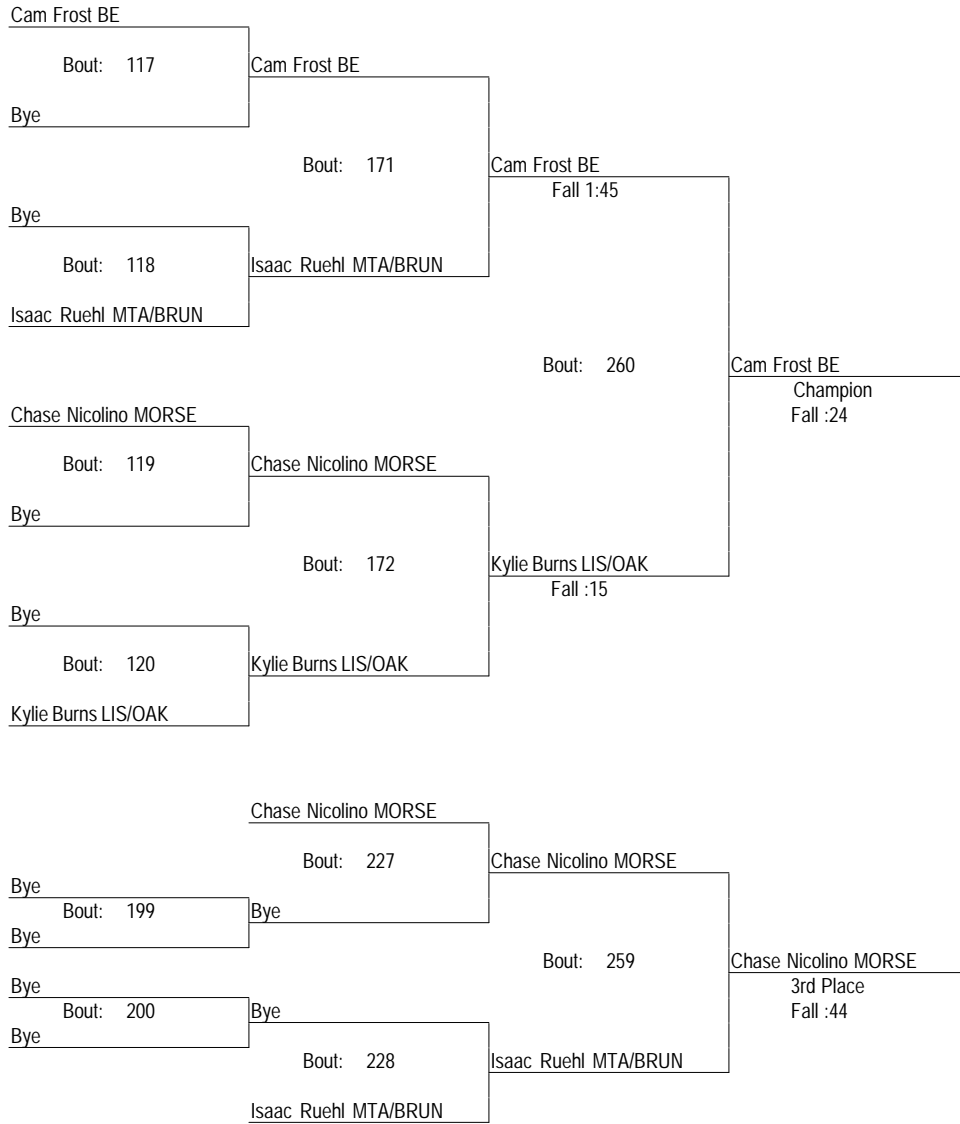 Cam Frost BE
Bout: 117 Cam Frost BE
Bye
Bout: 171 Cam Frost BE
Fall 1:45
Bye
Bout: 118 Isaac Ruehl MTA/BRUN
Isaac Ruehl MTA/BRUN
Bout: 260 Cam Frost BE
Champion
Chase Nicolino MORSE Fall :24
Bout: 119 Chase Nicolino MORSE
Bye
Bout: 172 Kylie Burns LIS/OAK
Fall :15
Bye
Bout: 120 Kylie Burns LIS/OAK
Kylie Burns LIS/OAK
Chase Nicolino MORSE
Bout: 227 Chase Nicolino MORSE
Bye
Bout: 199 Bye
Bye
Bout: 259 Chase Nicolino MORSE
Bye 3rd Place
Bout: 200 Bye Fall :44
Bye
Bout: 228 Isaac Ruehl MTA/BRUN
Isaac Ruehl MTA/BRUN